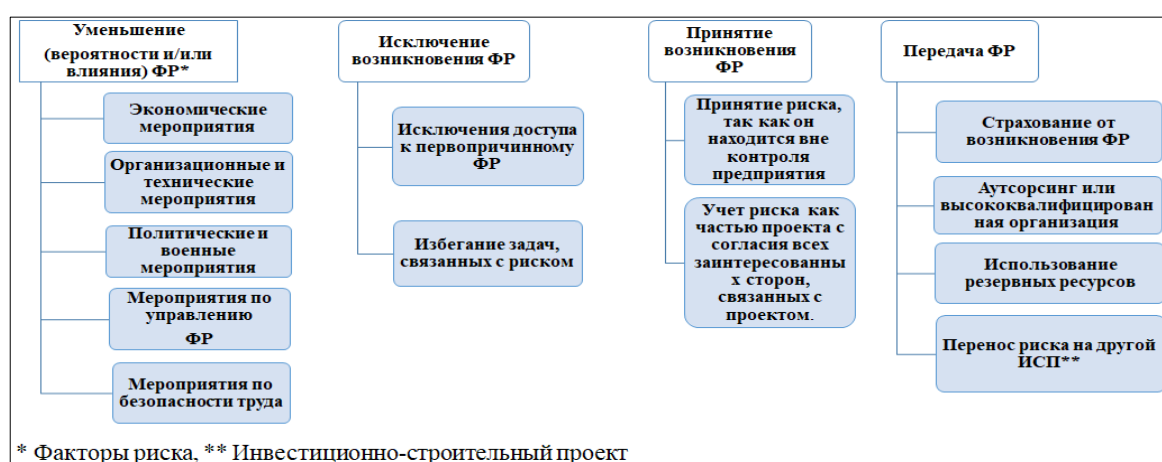 Уменьшение
(вероятности и/или
влияния) ФР*
Экономические
мероприятия
Организационные и
технические
мероприятия
Политические и
военные
мероприятия
Мероприятия по
управлению
ФР
Мероприятия по
безопасности труда
Исключение
возникновения ФР
Исключения доступа
к первопричинному
ФР
Избегание задач,
связанных с риском
Принятие
возникновения
ФР
Принятие риска,
так как он
находится вне
контроля
предприятия
Учет риска как
частью проекта с
согласия всех
заинтересованны
х сторон,
связанных с
проектом.
Передача ФР
Страхование от
возникновения ФР
Аутсорсинг или
высококвалифицирован
ная организация
Использование
резервных ресурсов
Перенос риска на другой
ИСП**
* Факторы риска, ** Инвестиционно-строительный проект